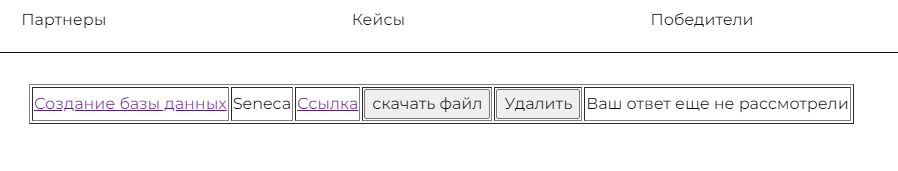 Партнеры Кейсы Победители
Создание базы данных Seneca Ссылка скачать файл Удалить Ваш ответ еще не рассмотрели